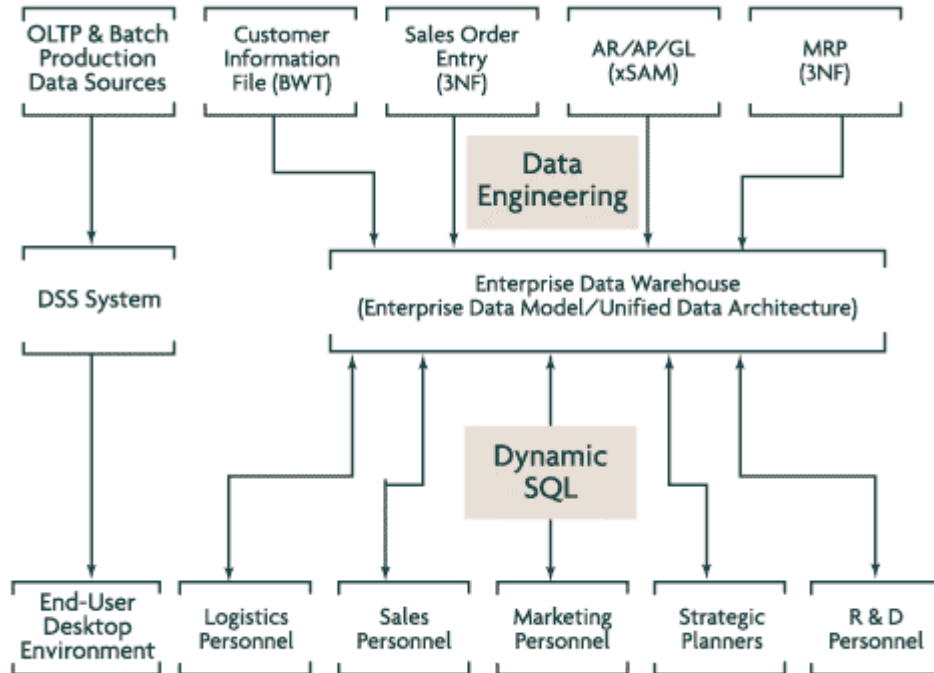 OLTP & Batch
Production
Data Sources
Customer
Information
File (BWT)
Sales Order
Entry
(3NF)
AR/AP/GL
(xSAM)
MRP
(3NF)
Data
Engineering
DSS System
Enterprise Data Warehouse
(Enterprise Data Model/Unified Data Architecture)
Dynamic
SQL
End-User
Desktop
Environment
Logistics
Personnel
Sales
Personnel
Marketing
Personnel
Strategic
Planners
R & D
Personnel